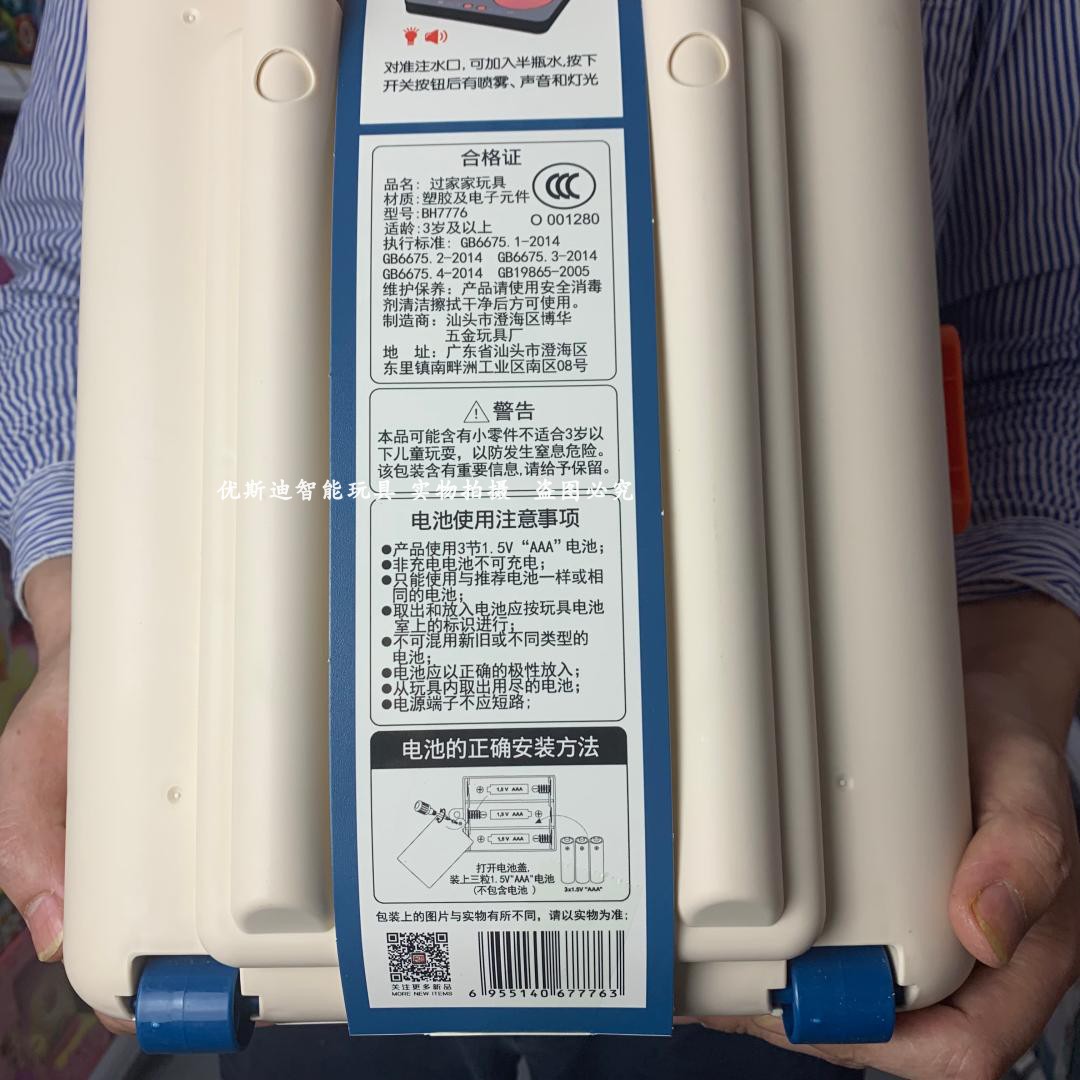 对准注水口,可加入半瓶水,按下
开关按钮后有喷雾、声音和灯光
合格证
品名：过家家玩具
材质:塑胶及电子元件
型号:BH7776
O 001280
适龄:3岁及以上
执行标准：GB6675.1-2014
GB6675.2-2014 GB6675.3-2014
GB6675.4-2014 GB19865-2005
维护保养：产品请使用安全消毒
剂清洁擦拭干净后方可使用。
制造商：汕头市澄海区博华
五金玩具厂
地 址：广东省汕头市澄海区
东里镇南畔洲工业区南区08号
警告
本品可能含有小零件不适合3岁以
下儿童玩耍，以防发生窒息危险。
该包装含有重要信息,请给予保留。
优斯迪智能玩具 实物拍摄 盗图必究
电池使用注意事项
●产品使用3节1.5V“AAA”电池；
●非充电电池不可充电；
●只能使用与推荐电池一样或相
同的电池；
●取出和放入电池应按玩具电池
室上的标识进行；
●不可混用新旧或不同类型的
电池；
●电池应以正确的极性放入；
●从玩具内取出用尽的电池；
●电源端子不应短路；
电池的正确安装方法
1.5V AAA
1.5V AAA
1.5V AAA
打开电池盖,
装上三粒1.5V"AAA"电池
(不包含电池 )
3x1.5V "AAA"
包装上的图片与实物有所不同，请以实物为准；
关注更多新品
MORE NEW ITEMS
6 955140 677763